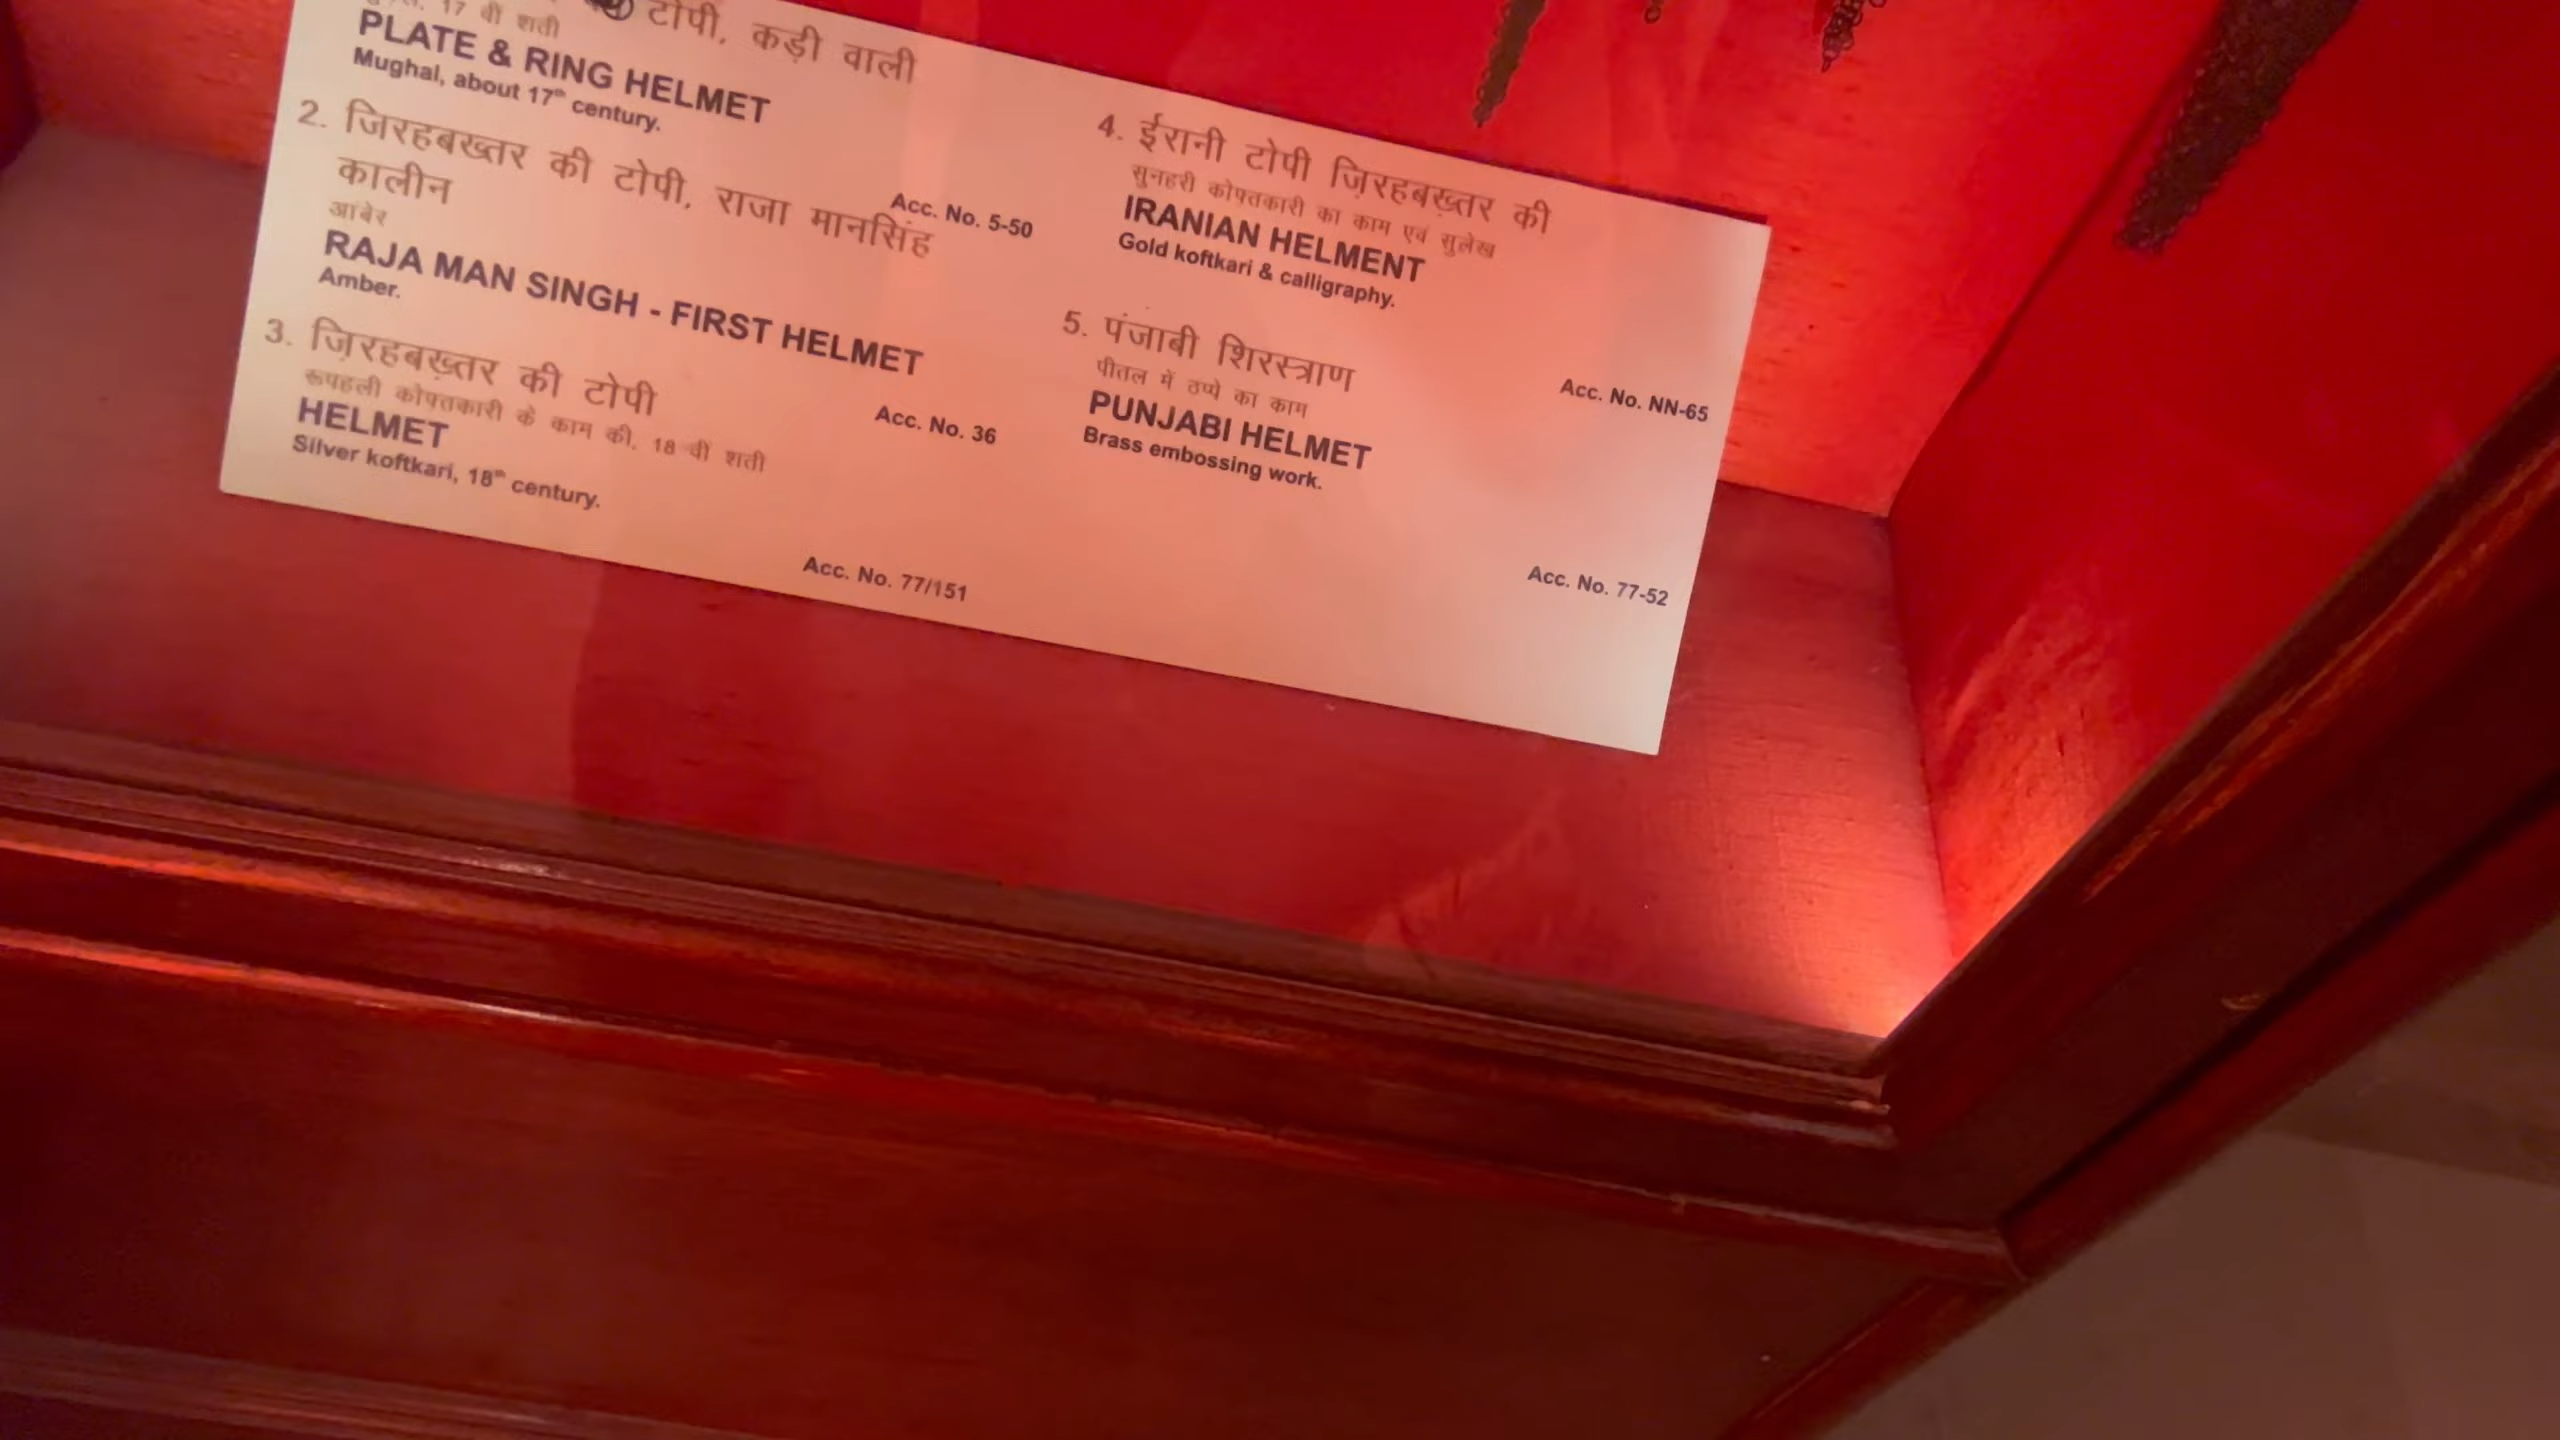 टोपी, कड़ी वाली
17 वीं शती
PLATE & RING HELMET
Mughal, about 17th century.
Acc. No. 5-50
2. जिरहबख्तर की टोपी, राजा मानसिंह
कालीन
आंबेर
RAJA MAN SINGH - FIRST HELMET
Amber.
Acc. No. 36
3. ज़िरहबख़्तर की टोपी
रूपहली कोफ्तकारी के काम की, 18 वीं शती
HELMET
Silver koftkari, 18th century.
Acc. No. 77/151
4. ईरानी टोपी ज़िरहबख़्तर की
सुनहरी कोफ्तकारी का काम एवं सुलेख
IRANIAN HELMENT
Gold koftkari & calligraphy.
Acc. No. NN-65
5. पंजाबी शिरस्त्राण
पीतल में ठप्पे का काम
PUNJABI HELMET
Brass embossing work.
Acc. No. 77-52